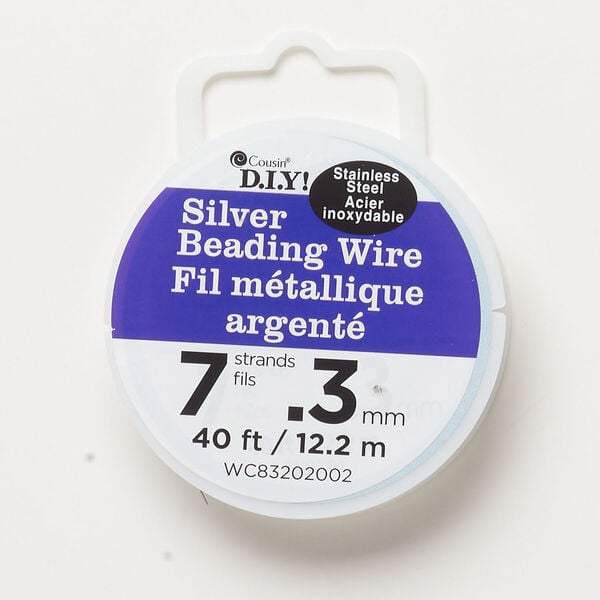 Cousin®
D.I.Y!
Stainless
Steel
Acier
inoxydable
Silver
Beading Wire
Fil métallique
argenté
7 strands
fils
.3 mm
40 ft / 12.2 m
WC83202002